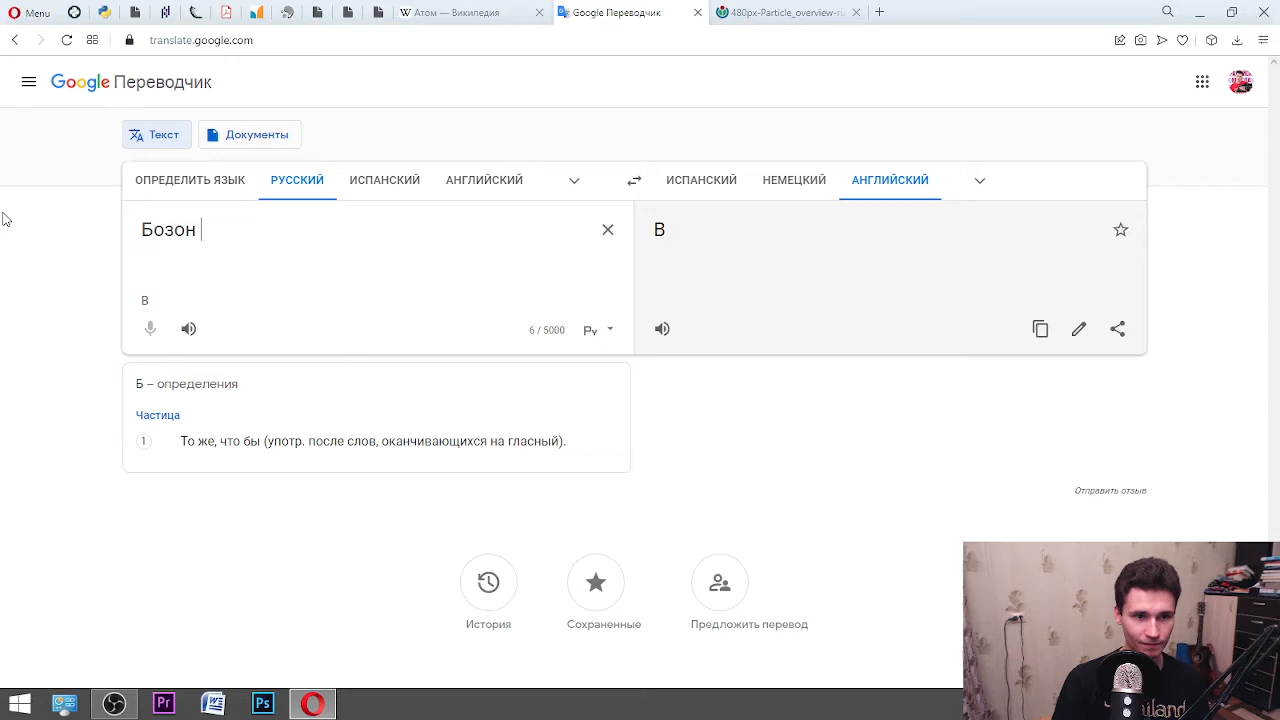 Menu
Атом — Википедия
Google Переводчик
480px-Particle_overview-ru
translate.google.com
Google Переводчик
Текст
Документы
ОПРЕДЕЛИТЬ ЯЗЫК РУССКИЙ ИСПАНСКИЙ АНГЛИЙСКИЙ
ИСПАНСКИЙ НЕМЕЦКИЙ АНГЛИЙСКИЙ
Бозон
B
B
6 / 5000
Б – определения
Частица
1 То же, что бы (употр. после слов, оканчивающихся на гласный).
Отправить отзыв
История
Сохраненные
Предложить перевод
Pr
Ps